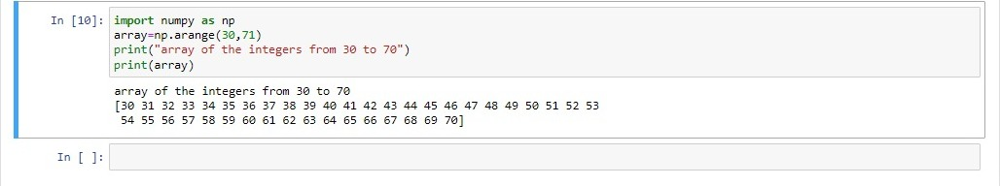 In [10]: import numpy as np
array=np.arange(30,71)
print("array of the integers from 30 to 70")
print(array)
array of the integers from 30 to 70
[30 31 32 33 34 35 36 37 38 39 40 41 42 43 44 45 46 47 48 49 50 51 52 53
54 55 56 57 58 59 60 61 62 63 64 65 66 67 68 69 70]
In [ ]: